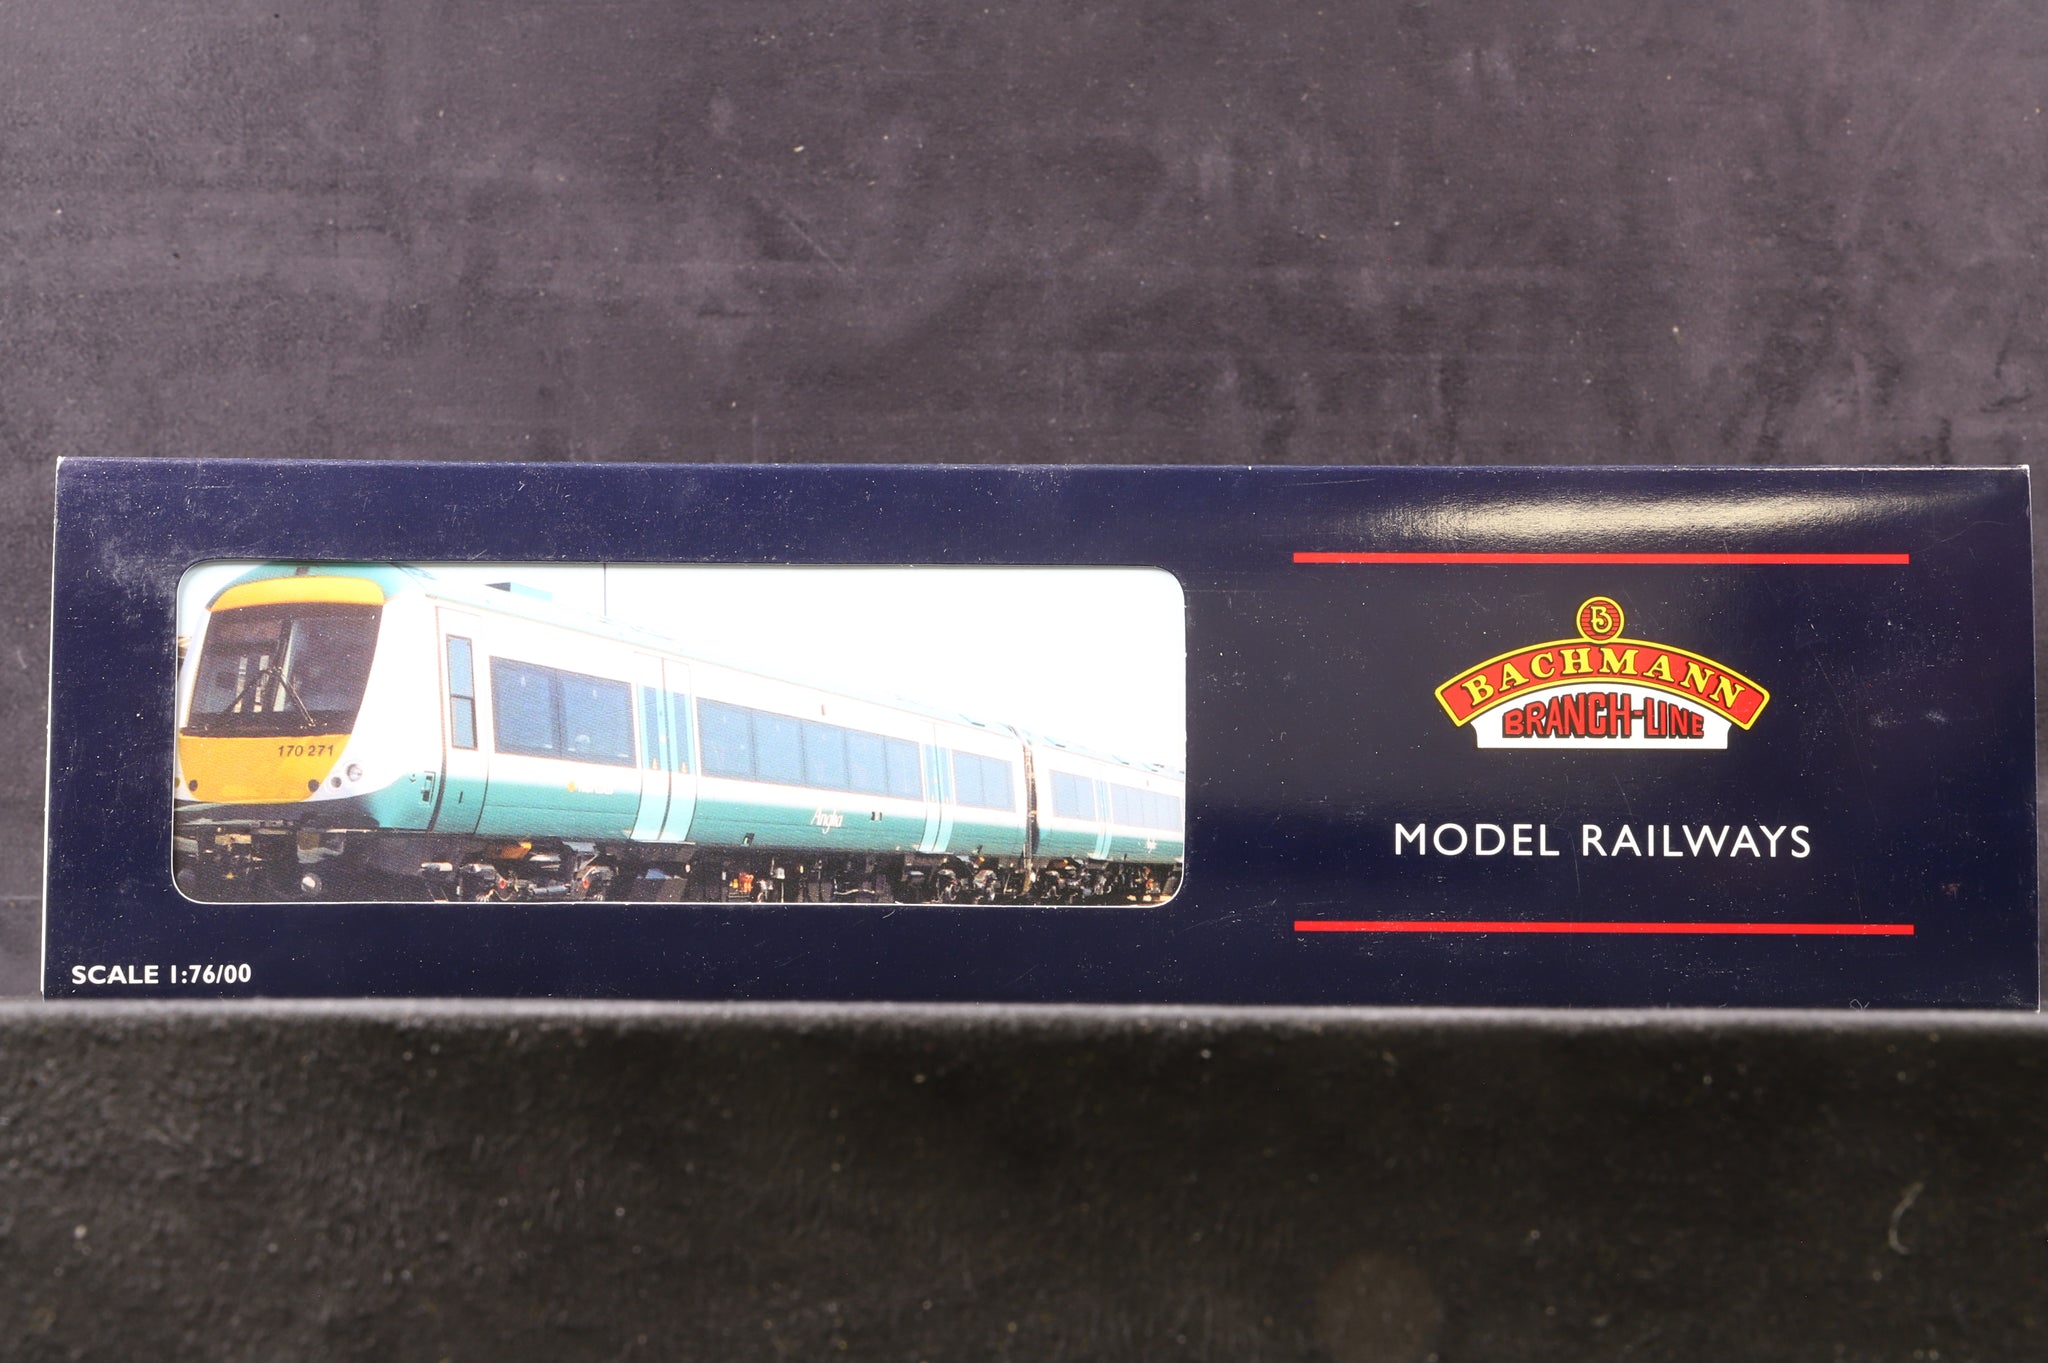 170 271
Anglia
SCALE 1:76/00
B
BACHMANN
BRANCH-LINE
MODEL RAILWAYS